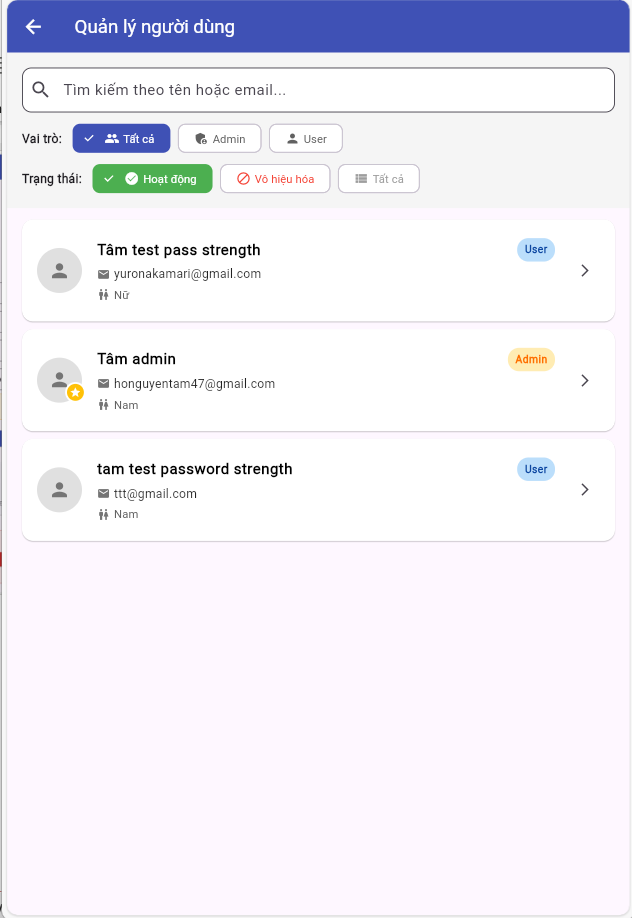 Quản lý người dùng
Tìm kiếm theo tên hoặc email...
Vai trò: Tất cả Admin User
Trạng thái: Hoạt động Vô hiệu hóa Tất cả
Tâm test pass strength User
yuronakamari@gmail.com
Nữ
Tâm admin Admin
honguyentam47@gmail.com
Nam
tam test password strength User
ttt@gmail.com
Nam